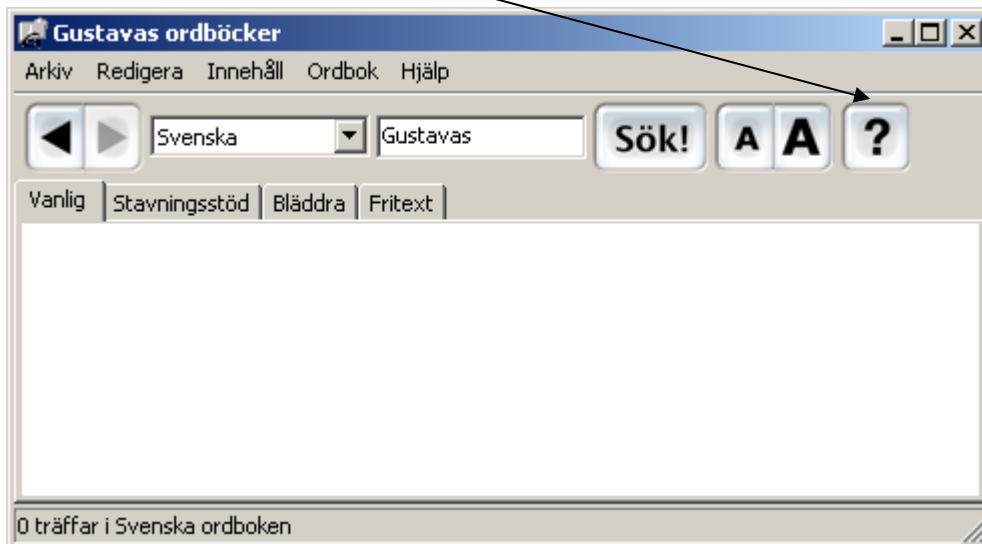 Gustavas ordböcker
Arkiv Redigera Innehåll Ordbok Hjälp
Svenska Gustavas Sök! A A ?
Vanlig Stavningsstöd Bläddra Fritext
0 träffar i Svenska ordboken